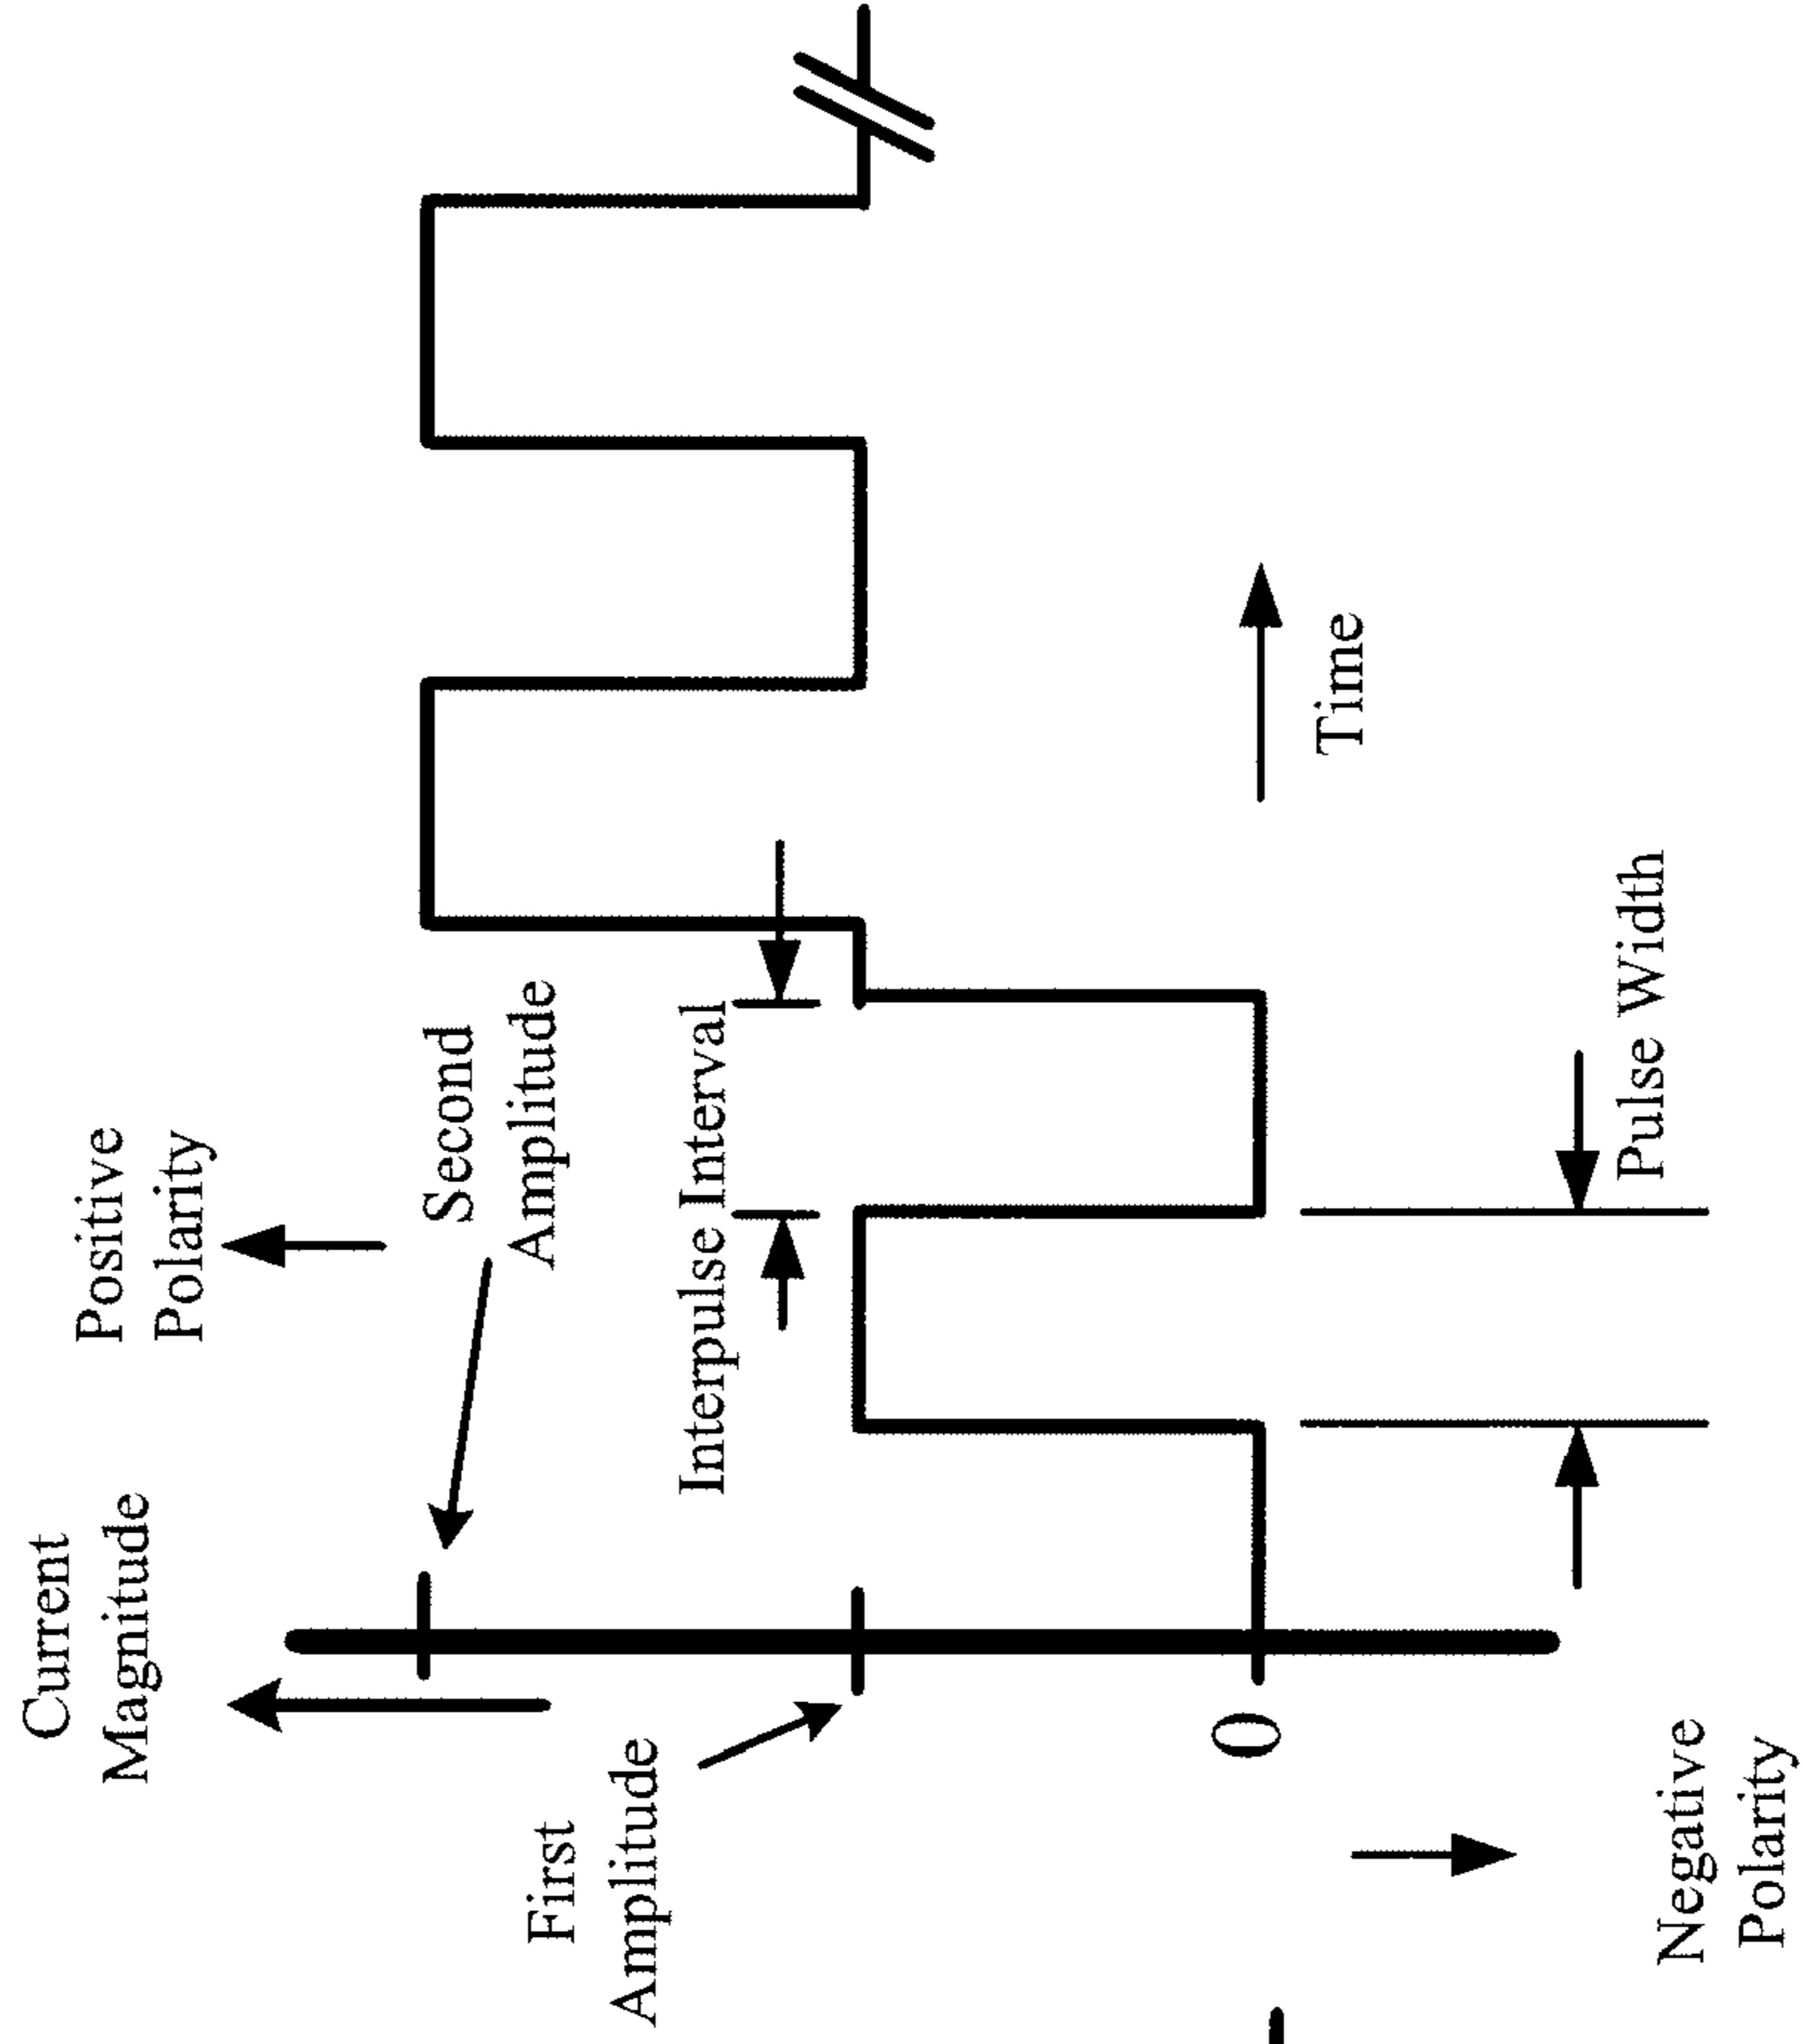 Current
Magnitude
Positive
Polarity
Second
Amplitude
First
Amplitude
Interpulse Interval
0
Time
Negative
Polarity
Pulse Width